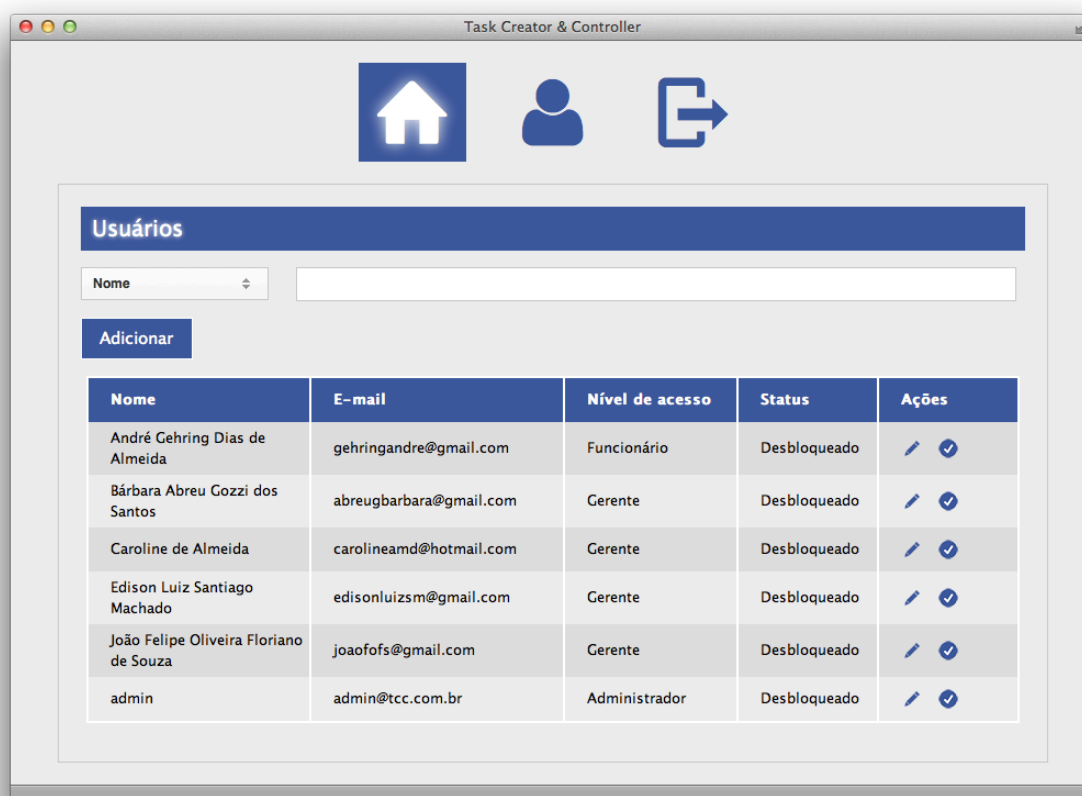 Task Creator & Controller
Usuários
Nome
Adicionar
Nome E-mail Nível de acesso Status Ações
André Gehring Dias de
Almeida gehringandre@gmail.com Funcionário Desbloqueado
Bárbara Abreu Gozzi dos
Santos abreugbarbara@gmail.com Gerente Desbloqueado
Caroline de Almeida carolineamd@hotmail.com Gerente Desbloqueado
Edison Luiz Santiago
Machado edisonluizsm@gmail.com Gerente Desbloqueado
João Felipe Oliveira Floriano
de Souza joaofofs@gmail.com Gerente Desbloqueado
admin admin@tcc.com.br Administrador Desbloqueado